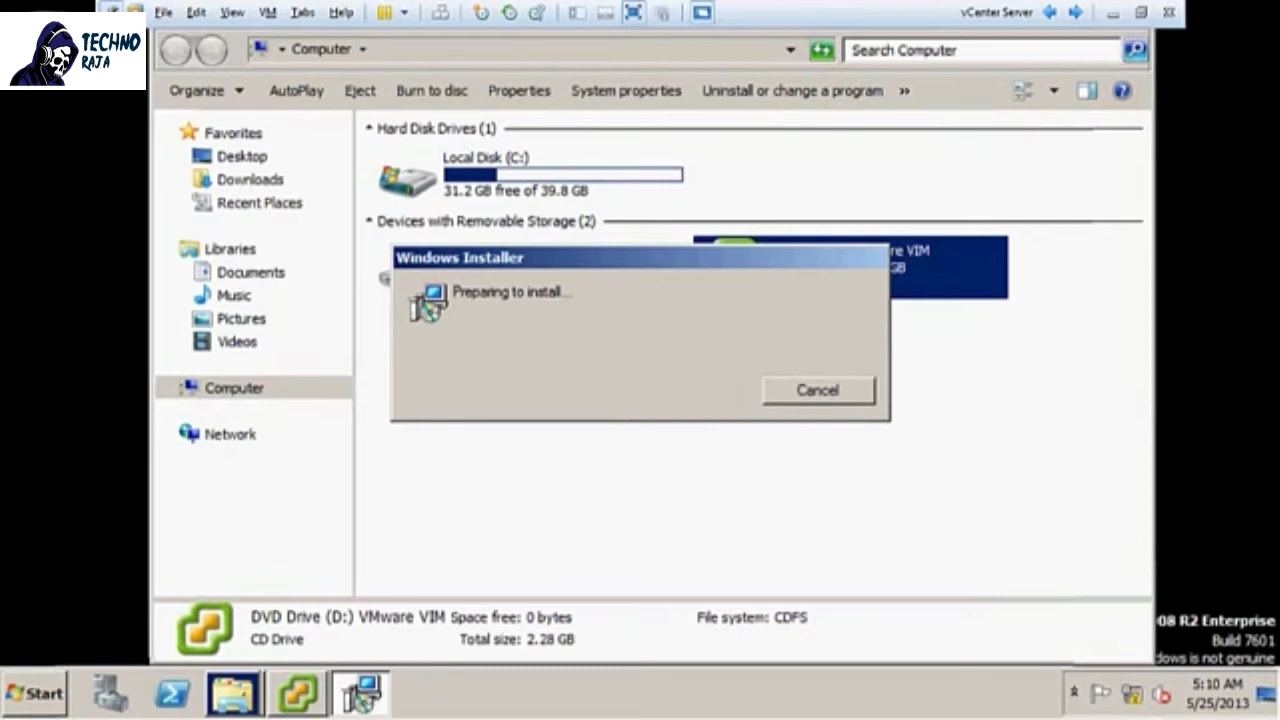 File Edit View VM Tabs Help vCenter Server
TECHNO
RAJA
Computer Search Computer
Organize AutoPlay Eject Burn to disc Properties System properties Uninstall or change a program »
Favorites
Desktop
Downloads
Recent Places
Libraries
Documents
Music
Pictures
Videos
Computer
Network
Hard Disk Drives (1)
Local Disk (C:)
31.2 GB free of 39.8 GB
Devices with Removable Storage (2)
re VIM
GB
Windows Installer
Preparing to install...
Cancel
DVD Drive (D:) VMware VIM Space free: 0 bytes File system: CDFS
CD Drive Total size: 2.28 GB
08 R2 Enterprise
Build 7601
dows is not genuine
Start
5:10 AM
5/25/2013